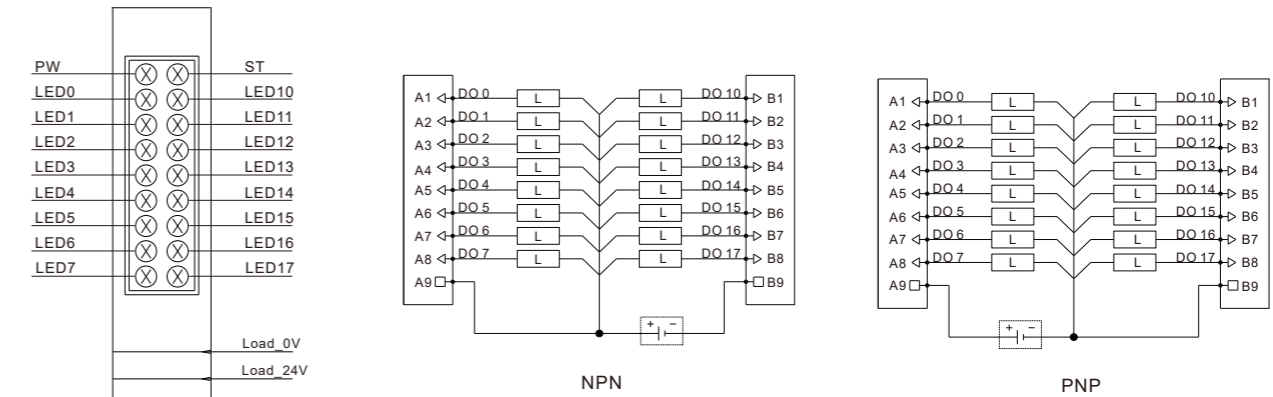 PW ST
LED0 LED10
LED1 LED11
LED2 LED12
LED3 LED13
LED4 LED14
LED5 LED15
LED6 LED16
LED7 LED17
Load_0V
Load_24V
A1 DO 0 L L DO 10 B1
A2 DO 1 L L DO 11 B2
A3 DO 2 L L DO 12 B3
A4 DO 3 L L DO 13 B4
A5 DO 4 L L DO 14 B5
A6 DO 5 L L DO 15 B6
A7 DO 6 L L DO 16 B7
A8 DO 7 L L DO 17 B8
A9 B9
+ −
NPN
A1 DO 0 L L DO 10 B1
A2 DO 1 L L DO 11 B2
A3 DO 2 L L DO 12 B3
A4 DO 3 L L DO 13 B4
A5 DO 4 L L DO 14 B5
A6 DO 5 L L DO 15 B6
A7 DO 6 L L DO 16 B7
A8 DO 7 L L DO 17 B8
A9 B9
+ −
PNP